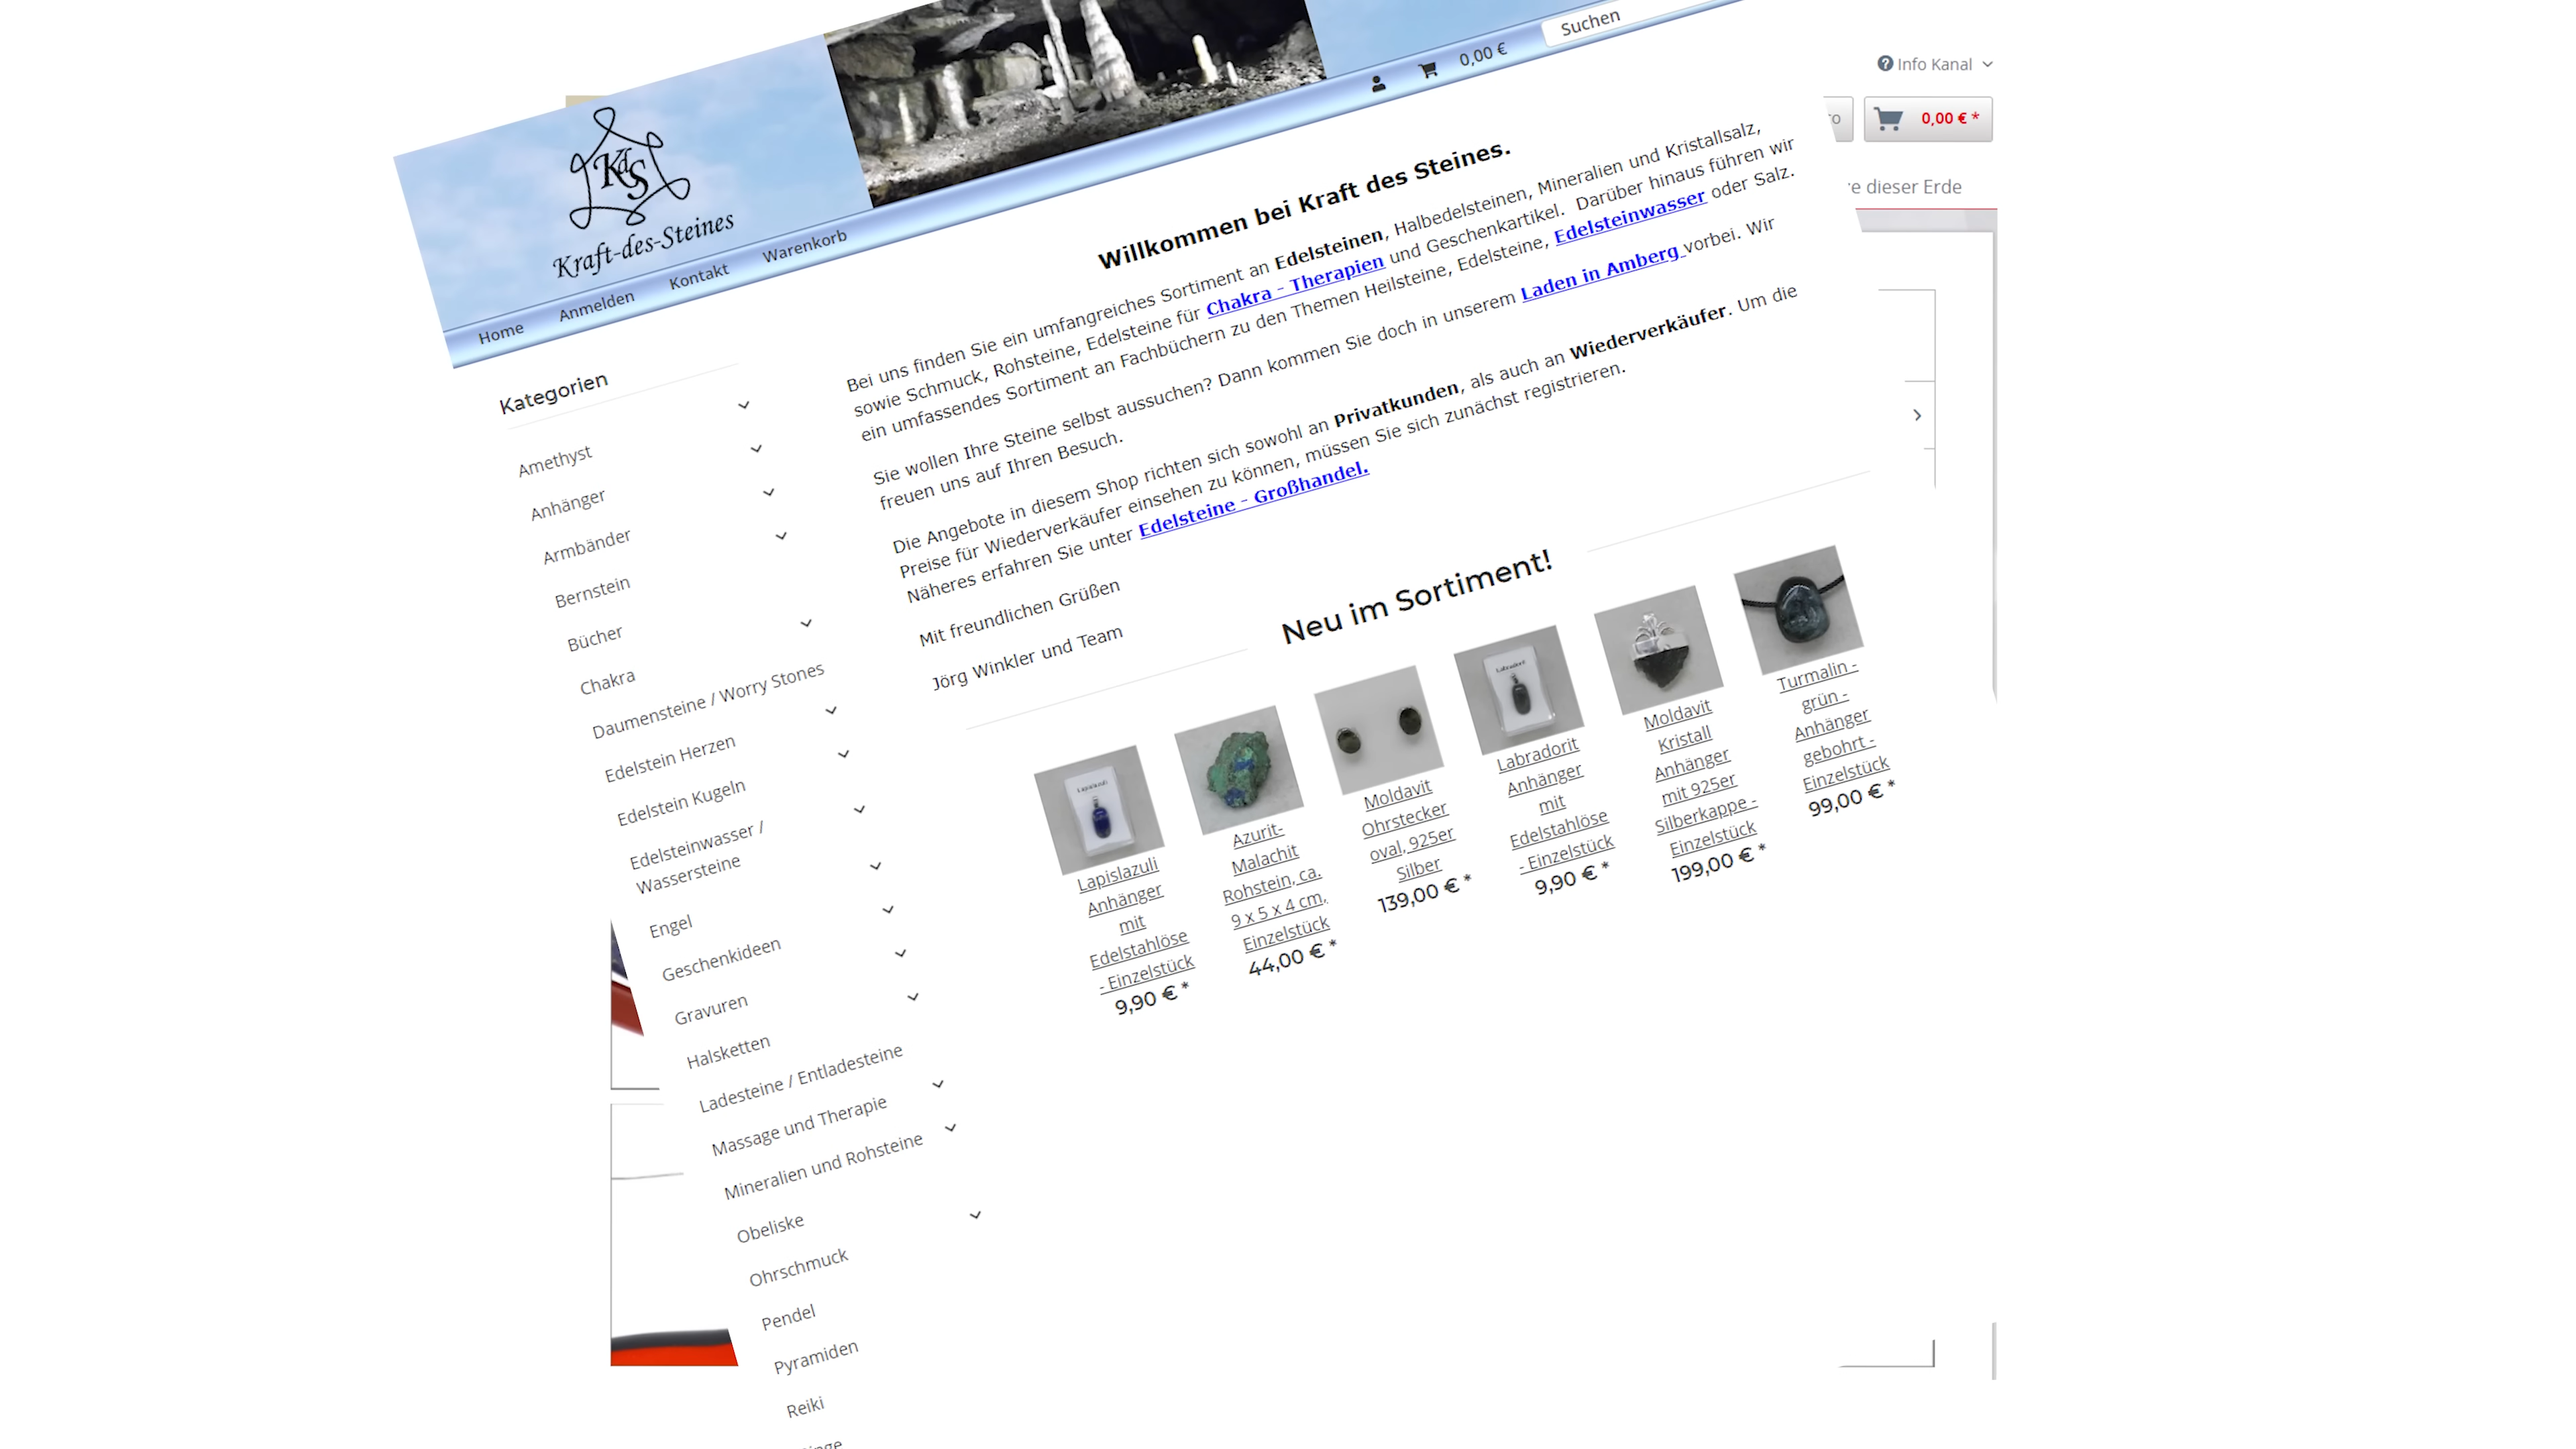 Suchen
0,00 €
Info Kanal
0,00 € *
dieser Erde
KdS
Kraft-des-Steines
Home Anmelden Kontakt Warenkorb
Kategorien
Amethyst
Anhänger
Armbänder
Bernstein
Bücher
Chakra
Daumensteine / Worry Stones
Edelstein Herzen
Edelstein Kugeln
Edelsteinwasser /
Wassersteine
Engel
Geschenkideen
Gravuren
Halsketten
Ladesteine / Entladesteine
Massage und Therapie
Mineralien und Rohsteine
Obeliske
Ohrschmuck
Pendel
Pyramiden
Reiki
Willkommen bei Kraft des Steines.
Bei uns finden Sie ein umfangreiches Sortiment an Edelsteinen, Halbedelsteinen, Mineralien und Kristallsalz,
sowie Schmuck, Rohsteine, Edelsteine für Chakra - Therapien und Geschenkartikel. Darüber hinaus führen wir
ein umfassendes Sortiment an Fachbüchern zu den Themen Heilsteine, Edelsteine, Edelsteinwasser oder Salz.
Sie wollen Ihre Steine selbst aussuchen? Dann kommen Sie doch in unserem Laden in Amberg vorbei. Wir
freuen uns auf Ihren Besuch.
Die Angebote in diesem Shop richten sich sowohl an Privatkunden, als auch an Wiederverkäufer. Um die
Preise für Wiederverkäufer einsehen zu können, müssen Sie sich zunächst registrieren.
Näheres erfahren Sie unter Edelsteine - Großhandel.
Mit freundlichen Grüßen
Jörg Winkler und Team
Neu im Sortiment!
Lapislazuli
Lapislazuli
Anhänger
mit
Edelstahlöse
- Einzelstück
9,90 € *
Azurit-
Malachit
Rohstein, ca.
9 x 5 x 4 cm,
Einzelstück
44,00 € *
Moldavit
Ohrstecker
oval, 925er
Silber
139,00 € *
Labradorit
Labradorit
Anhänger
mit
Edelstahlöse
- Einzelstück
9,90 € *
Moldavit
Kristall
Anhänger
mit 925er
Silberkappe -
Einzelstück
199,00 € *
Turmalin -
grün -
Anhänger
gebohrt -
Einzelstück
99,00 € *